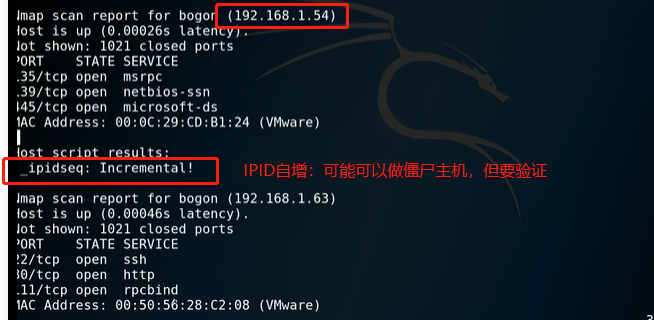 Nmap scan report for bogon (192.168.1.54)
Host is up (0.00026s latency).
Not shown: 1021 closed ports
PORT    STATE SERVICE
135/tcp open  msrpc
139/tcp open  netbios-ssn
445/tcp open  microsoft-ds
MAC Address: 00:0C:29:CD:B1:24 (VMware)
Host script results:
_ipidseq: Incremental!
IPID自增：可能可以做僵尸主机，但要验证
Nmap scan report for bogon (192.168.1.63)
Host is up (0.00046s latency).
Not shown: 1021 closed ports
PORT    STATE SERVICE
22/tcp  open  ssh
80/tcp  open  http
111/tcp open  rpcbind
MAC Address: 00:50:56:28:C2:08 (VMware)
3